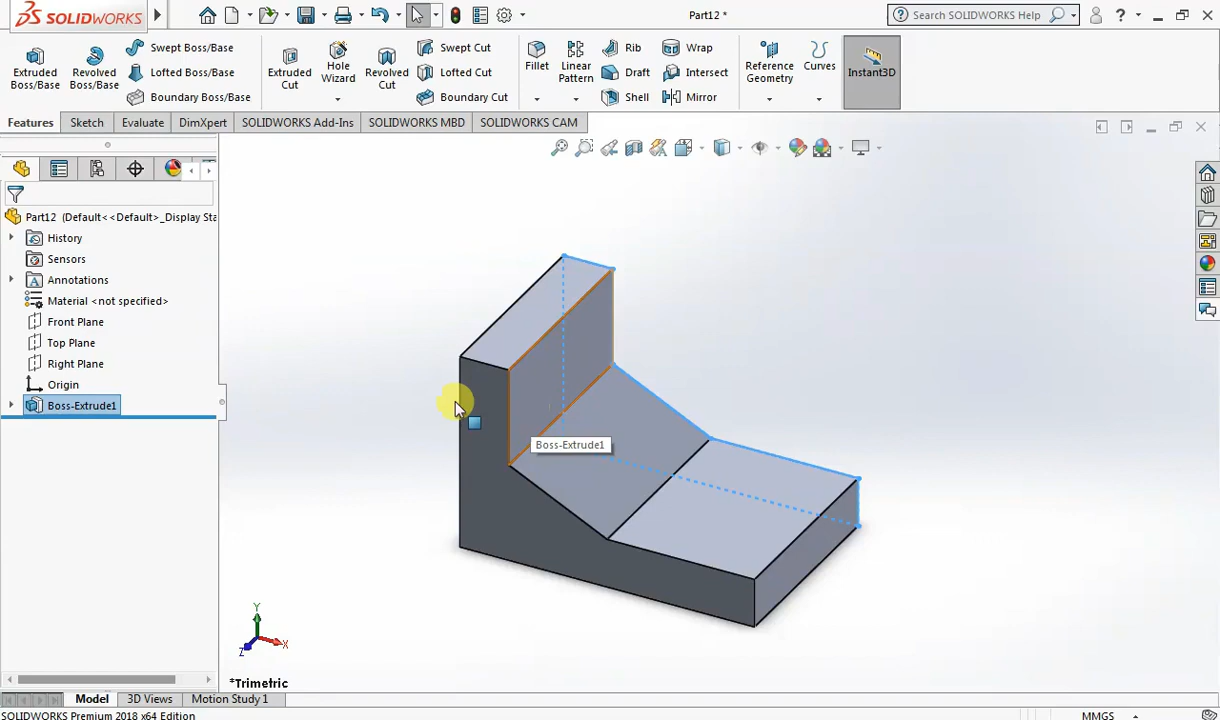 SOLIDWORKS
Part12 *
Search SOLIDWORKS Help
?
Extruded Boss/Base
Revolved Boss/Base
Swept Boss/Base
Lofted Boss/Base
Boundary Boss/Base
Extruded Cut
Hole Wizard
Revolved Cut
Swept Cut
Lofted Cut
Boundary Cut
Fillet
Linear Pattern
Rib
Draft
Shell
Wrap
Intersect
Mirror
Reference Geometry
Curves
Instant3D
Features
Sketch
Evaluate
DimXpert
SOLIDWORKS Add-Ins
SOLIDWORKS MBD
SOLIDWORKS CAM
Part12 (Default<<Default>_Display Sta
History
Sensors
Annotations
Material <not specified>
Front Plane
Top Plane
Right Plane
Origin
Boss-Extrude1
Boss-Extrude1
Y
X
Z
*Trimetric
Model
3D Views
Motion Study 1
SOLIDWORKS Premium 2018 x64 Edition
MMGS